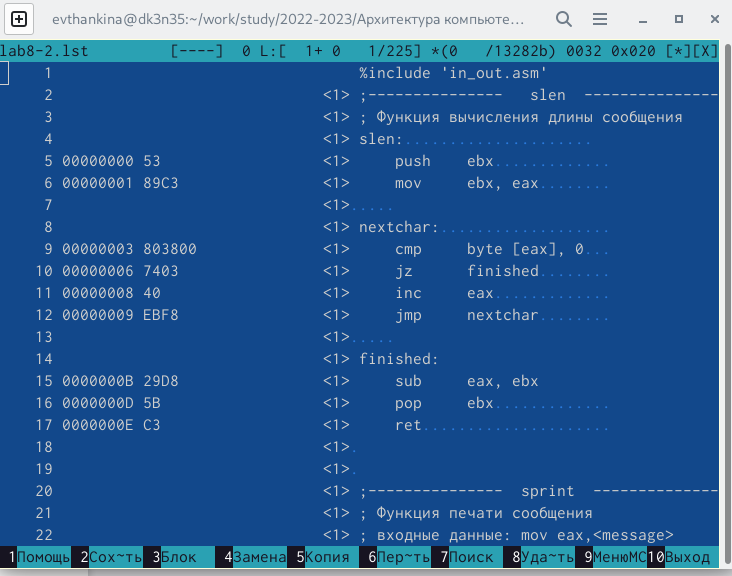 evthankina@dk3n35:~/work/study/2022-2023/Архитектура компьюте...
lab8-2.lst [----] 0 L:[ 1+ 0 1/225] *(0 /13282b) 0032 0x020 [*][X]
1 %include 'in_out.asm'
2 <1> ;--------------- slen ---------------
3 <1> ; Функция вычисления длины сообщения
4 <1> slen:.....................
5 00000000 53 <1> push ebx.............
6 00000001 89C3 <1> mov ebx, eax........
7 <1>.....
8 <1> nextchar:...................
9 00000003 803800 <1> cmp byte [eax], 0...
10 00000006 7403 <1> jz finished........
11 00000008 40 <1> inc eax.............
12 00000009 EBF8 <1> jmp nextchar........
13 <1>.....
14 <1> finished:
15 0000000B 29D8 <1> sub eax, ebx
16 0000000D 5B <1> pop ebx.............
17 0000000E C3 <1> ret.....................
18 <1>.
19 <1>.
20 <1> ;--------------- sprint --------------
21 <1> ; Функция печати сообщения
22 <1> ; входные данные: mov eax,<message>
1Помощь 2Сох~ть 3Блок 4Замена 5Копия 6Пер~ть 7Поиск 8Уда~ть 9МенюMC 10Выход